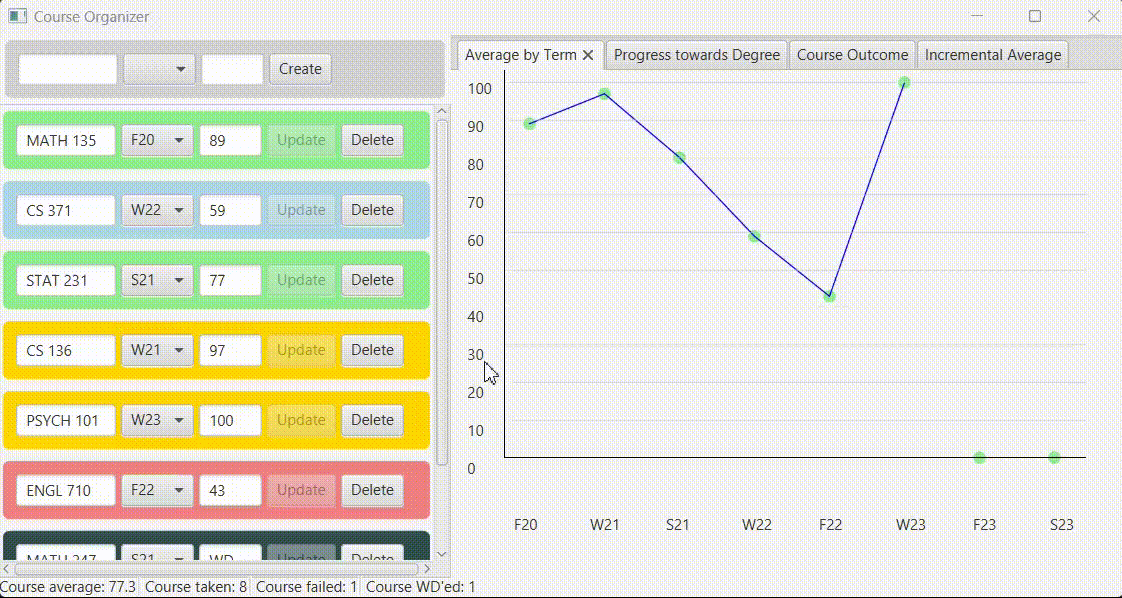 Course Organizer
Create
Average by Term
Progress towards Degree
Course Outcome
Incremental Average
MATH 135 F20 89 Update Delete
CS 371 W22 59 Update Delete
STAT 231 S21 77 Update Delete
CS 136 W21 97 Update Delete
PSYCH 101 W23 100 Update Delete
ENGL 710 F22 43 Update Delete
MATH 247 S21 WD Update Delete
Course average: 77.3 Course taken: 8 Course failed: 1 Course WD'ed: 1
100
90
80
70
60
50
40
30
20
10
0
F20 W21 S21 W22 F22 W23 F23 S23